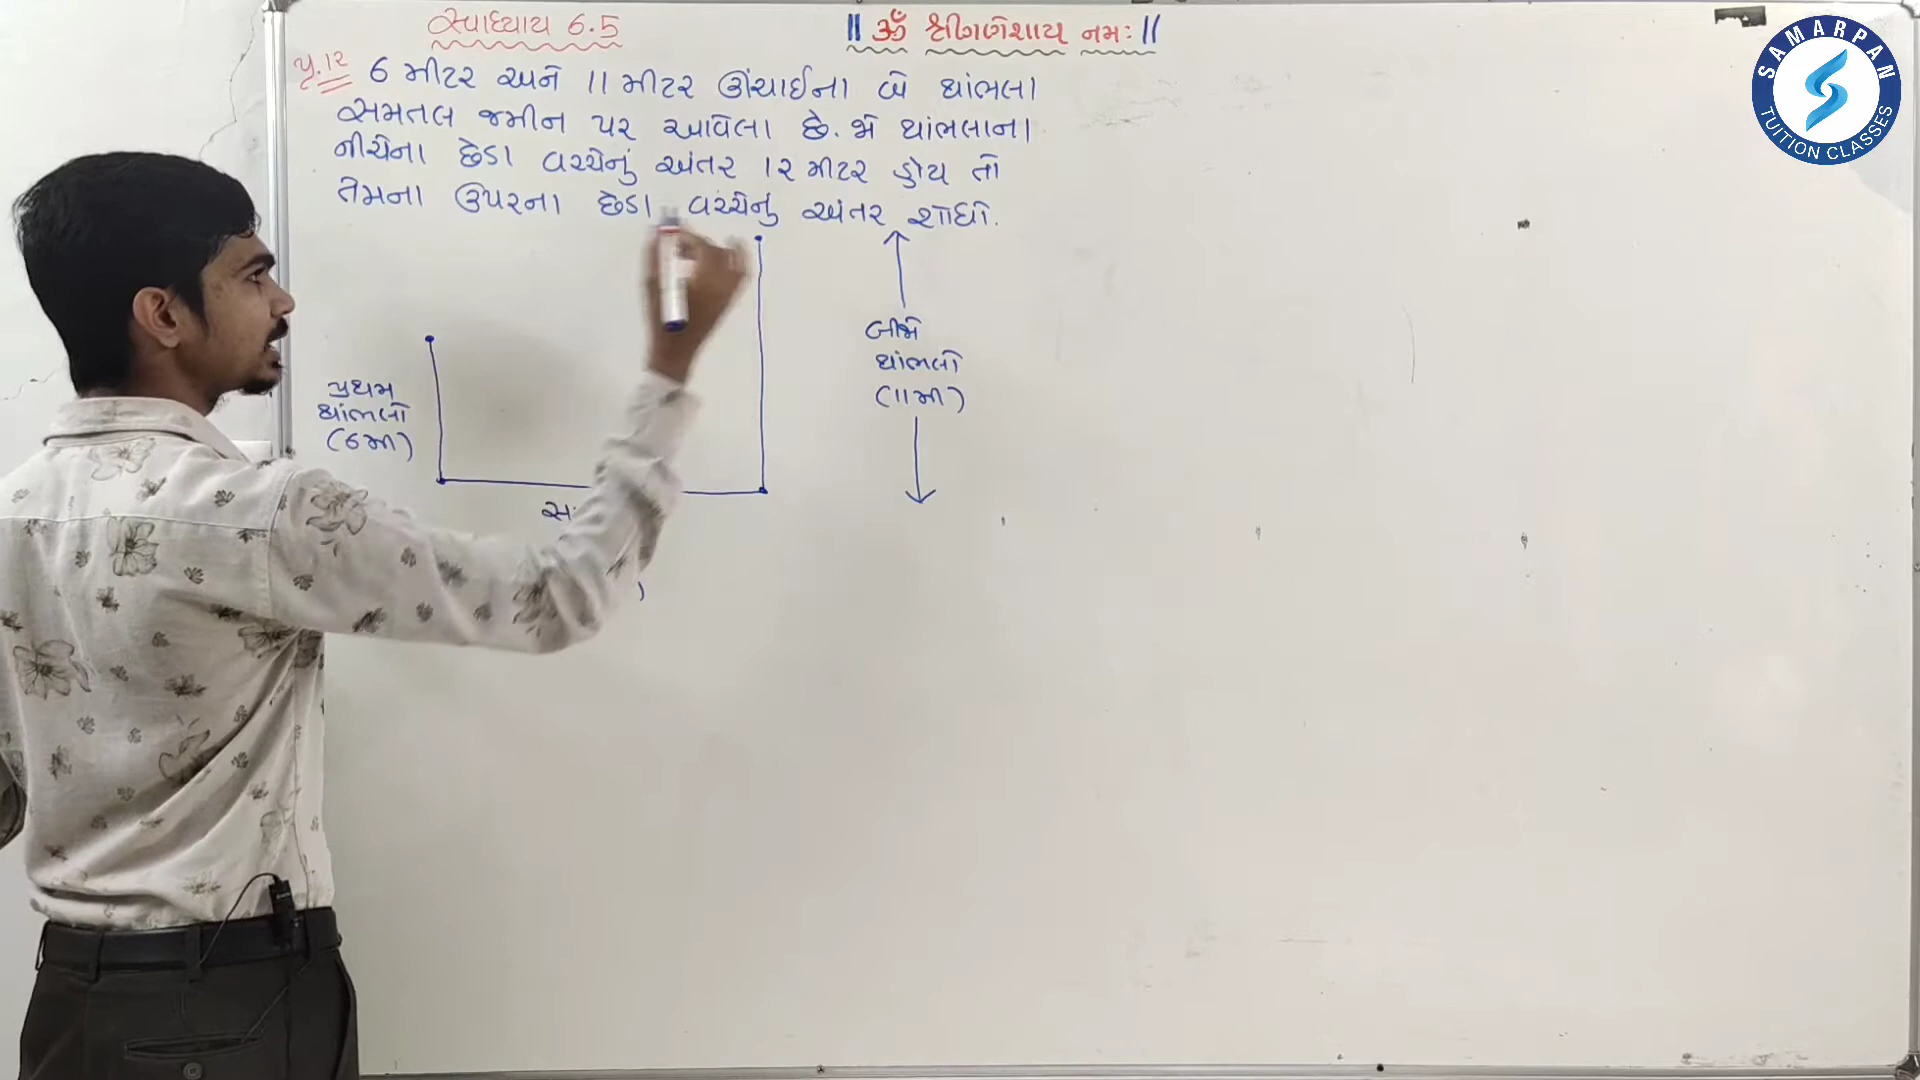 સ્વાધ્યાય 6.5
|| ૐ શ્રીગણેશાય નમઃ ||
પ્ર.૧૨ 6 મીટર અને 11 મીટર ઊંચાઈના બે થાંભલા
સમતલ જમીન પર આવેલા છે. જો થાંભલાના
નીચેના છેડા વચ્ચેનું અંતર 12 મીટર હોય તો
તેમના ઉપરના છેડા વચ્ચેનું અંતર શોધો.
પ્રથમ
થાંભલો
(6મી)
બીજો
થાંભલો
(11મી)
SAMARPAN
TUITION CLASSES